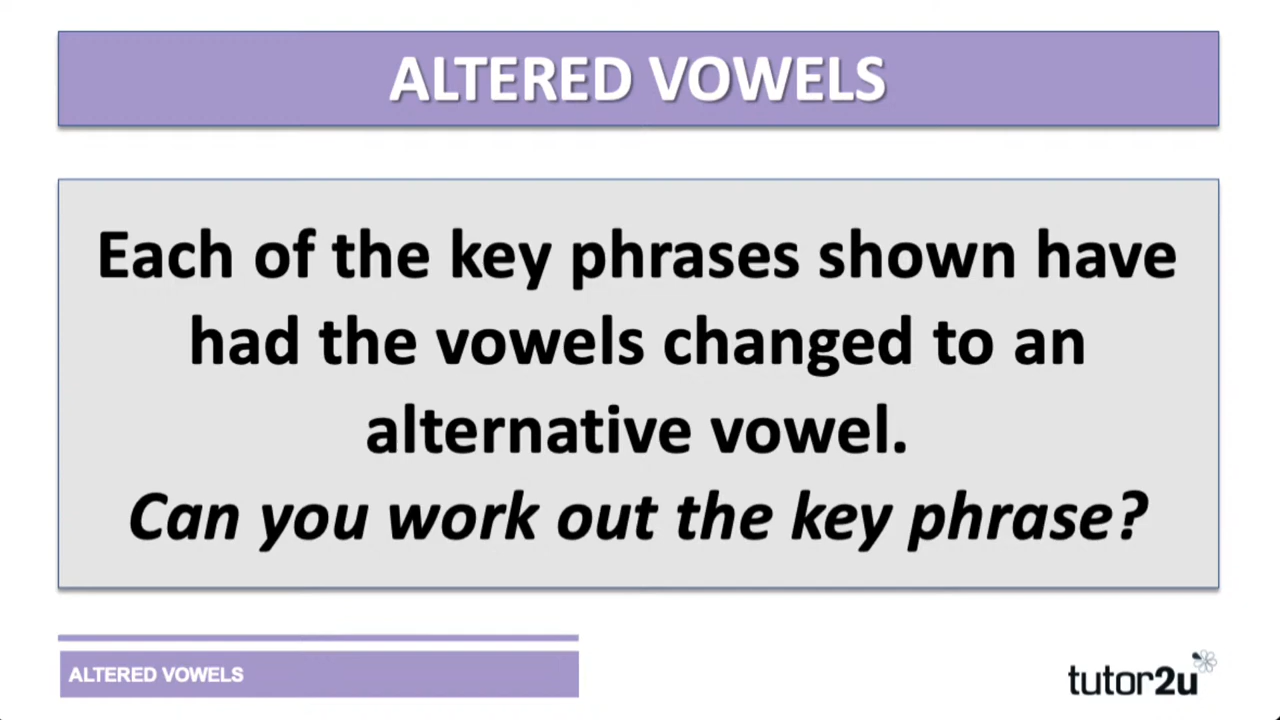 ALTERED VOWELS
Each of the key phrases shown have
had the vowels changed to an
alternative vowel.
Can you work out the key phrase?
ALTERED VOWELS
tutor2u